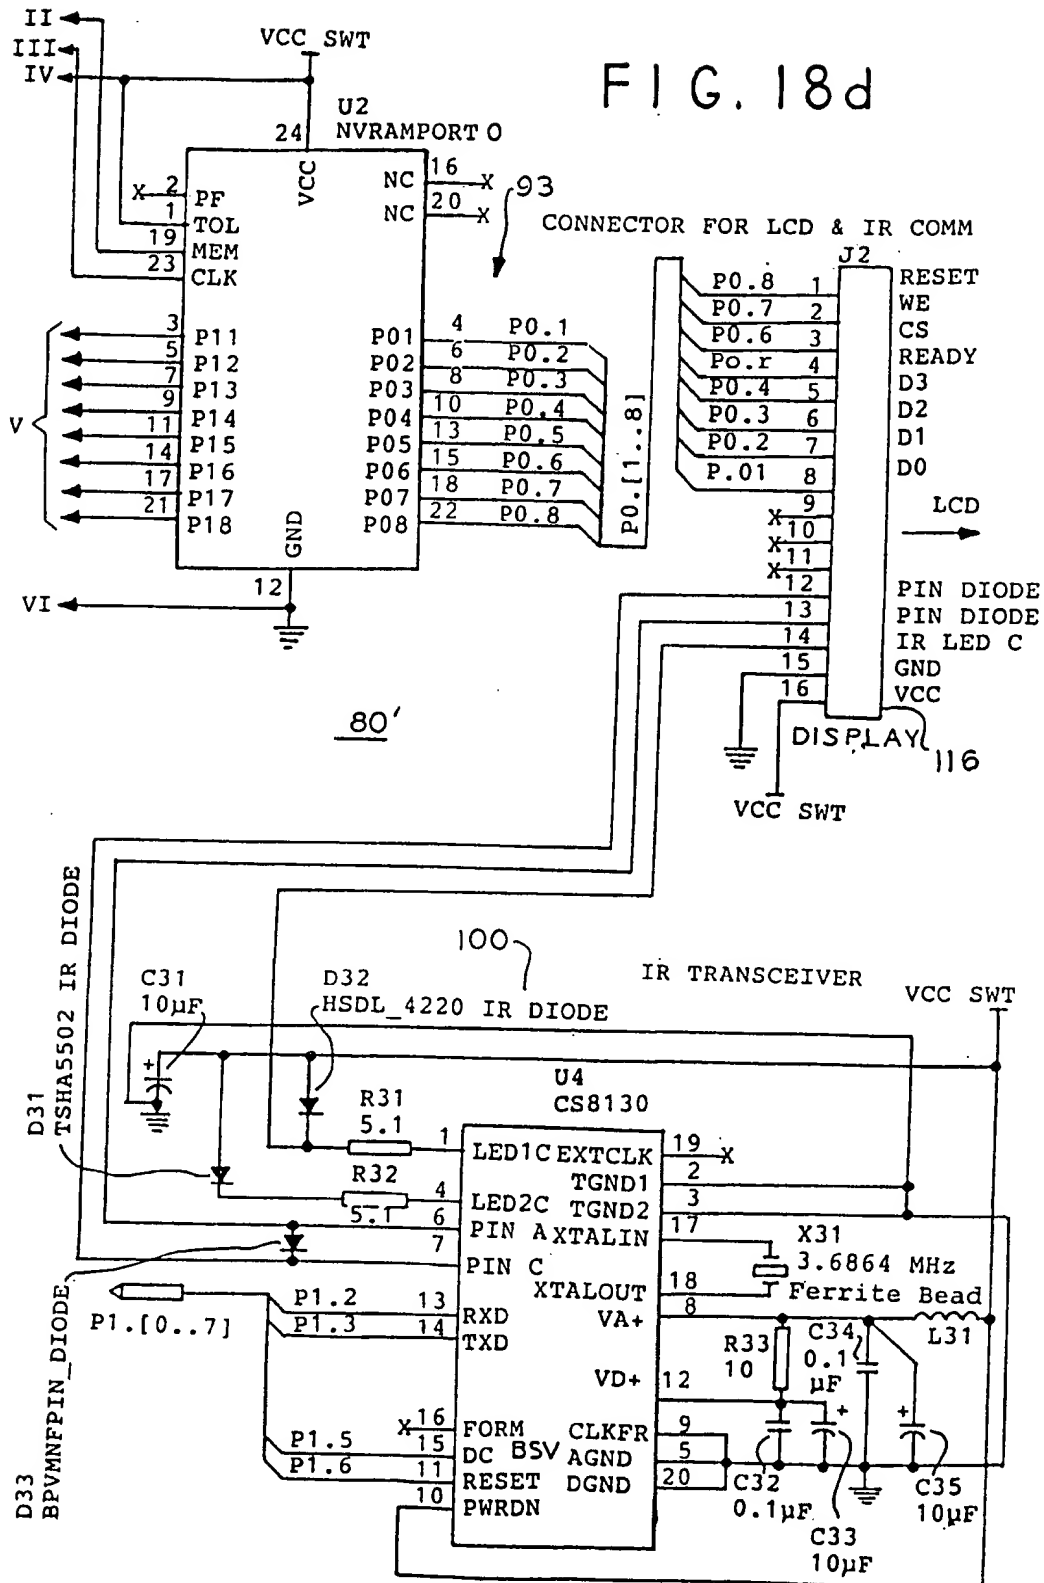 II
III
IV
VCC SWT
FIG. 18d
U2
NVRAMPORT O
24
VCC
2
PF
1
TOL
19
MEM
23
CLK
NC
16
X
NC
20
X
X
93
3
P11
5
P12
7
P13
9
P14
11
P15
14
P16
17
P17
21
P18
V
P01
4
P0.1
P02
6
P0.2
P03
8
P0.3
P04
10
P0.4
P05
13
P0.5
P06
15
P0.6
P07
18
P0.7
P08
22
P0.8
GND
12
VI
P0.[1..8]
CONNECTOR FOR LCD & IR COMM
J2
P0.8
1
RESET
P0.7
2
WE
P0.6
3
CS
Po.r
4
READY
P0.4
5
D3
P0.3
6
D2
P0.2
7
D1
P.01
8
D0
X
9
LCD
X
10
X
11
12
PIN DIODE
13
PIN DIODE
14
IR LED C
15
GND
16
VCC
DISPLAY
116
VCC SWT
80'
100
IR TRANSCEIVER
VCC SWT
C31
10µF
+
D32
HSDL_4220 IR DIODE
D31
TSHA5502 IR DIODE
D33
BPVMNFPIN_DIODE
U4
CS8130
R31
5.1
1
LED1C
R32
5.1
4
LED2C
6
PIN A
7
PIN C
P1.[0..7]
P1.2
13
RXD
P1.3
14
TXD
X
16
FORM
P1.5
15
DC
BSV
P1.6
11
RESET
10
PWRDN
EXTCLK
19
X
TGND1
2
TGND2
3
XTALIN
17
X31
3.6864 MHz
XTALOUT
18
Ferrite Bead
VA+
8
L31
R33
10
C34
0.1
µF
VD+
12
CLKFR
9
AGND
5
DGND
20
+
+
C32
0.1µF
C33
10µF
C35
10µF